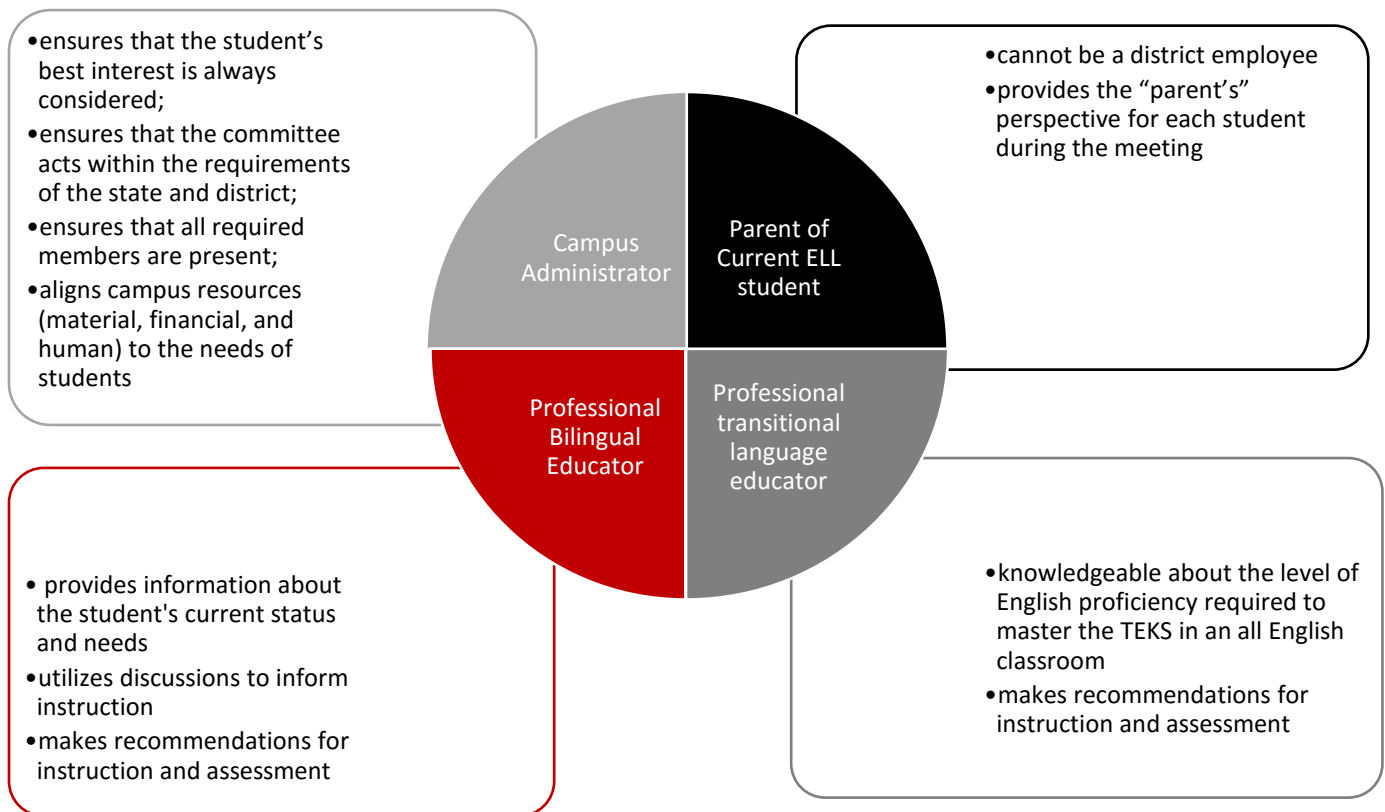 •ensures that the student’s
best interest is always
considered;
•ensures that the committee
acts within the requirements
of the state and district;
•ensures that all required
members are present;
•aligns campus resources
(material, financial, and
human) to the needs of
students
•cannot be a district employee
•provides the “parent’s”
perspective for each student
during the meeting
Campus
Administrator
Parent of
Current ELL
student
Professional
Bilingual
Educator
Professional
transitional
language
educator
• provides information about
the student's current status
and needs
•utilizes discussions to inform
instruction
•makes recommendations for
instruction and assessment
•knowledgeable about the level of
English proficiency required to
master the TEKS in an all English
classroom
•makes recommendations for
instruction and assessment